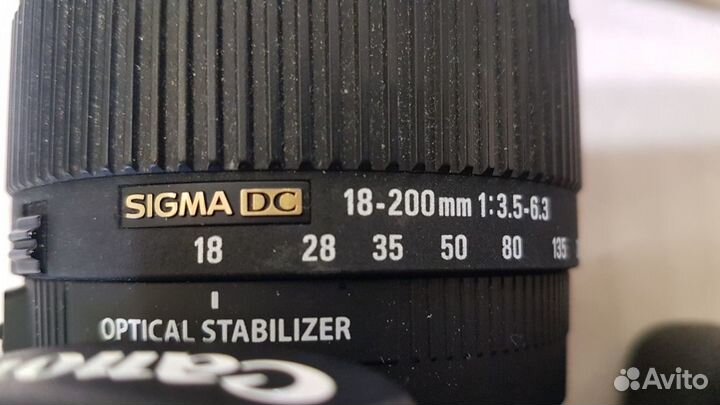 SIGMA DC 18-200mm 1:3.5-6.3
18 28 35 50 80 135
OPTICAL STABILIZER
Canon
Avito